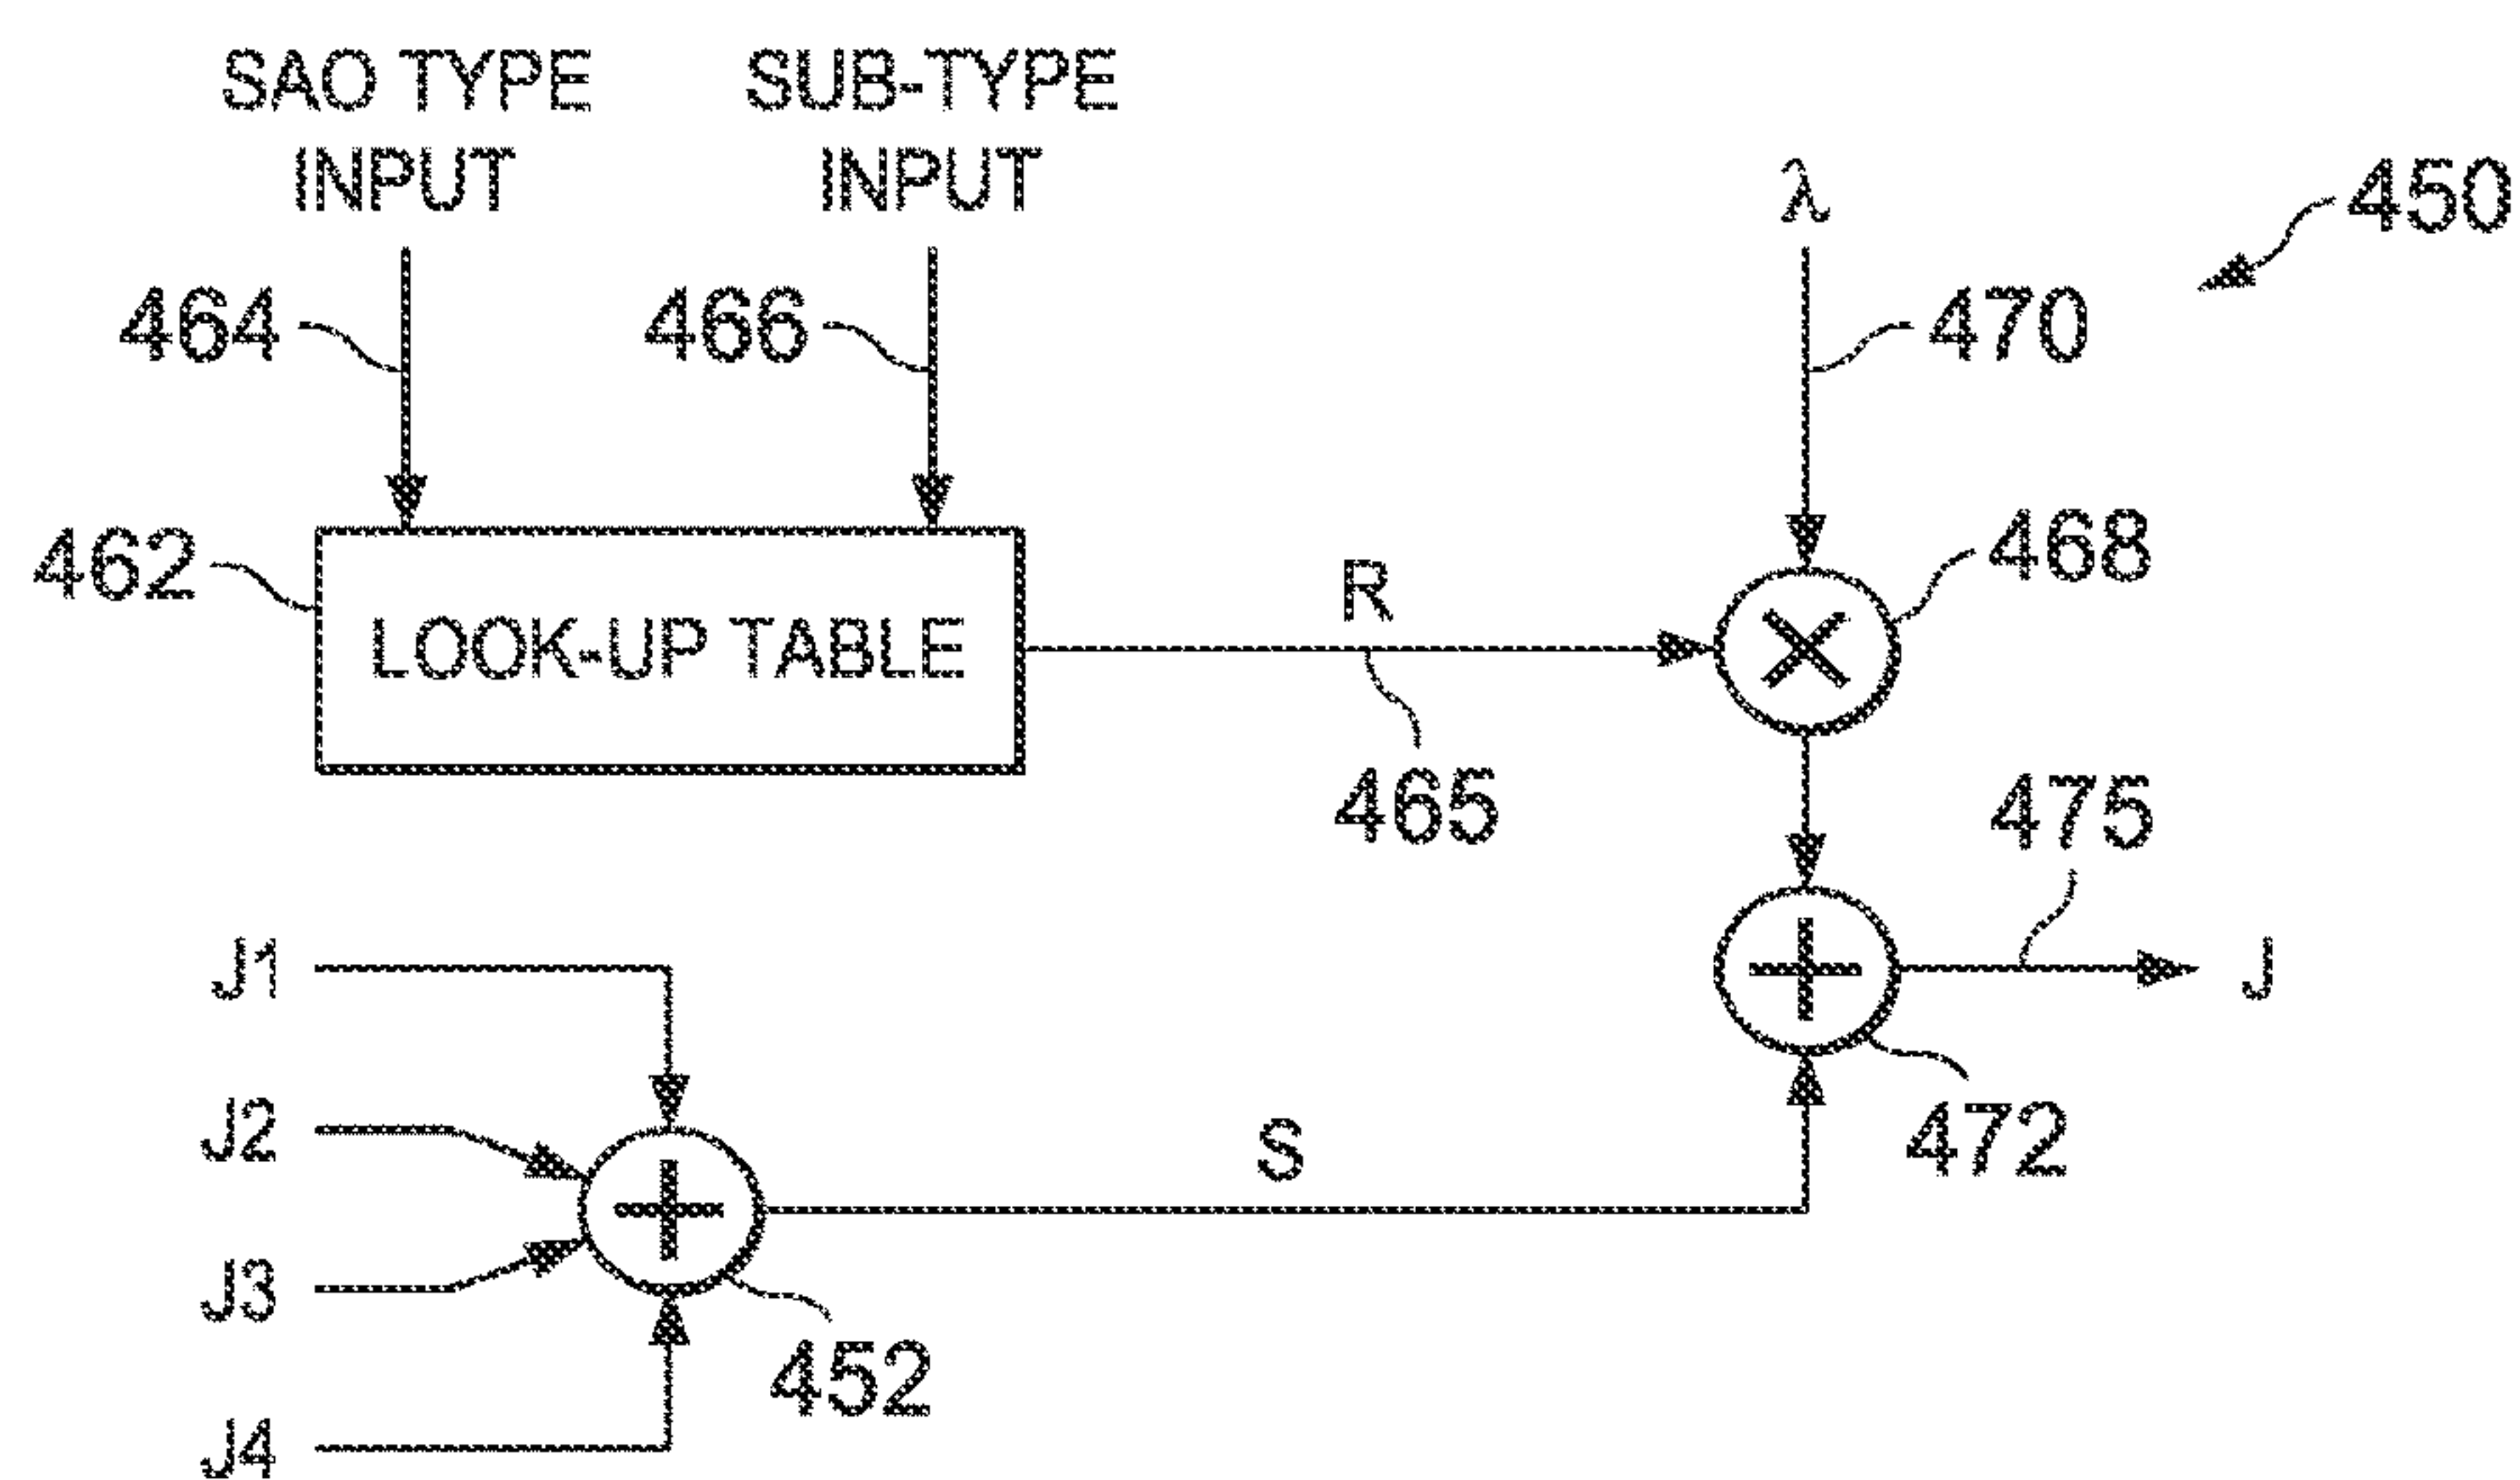 SAO TYPE
INPUT
SUB-TYPE
INPUT
λ
450
464
466
470
462
LOOK-UP TABLE
R
468
465
475
J1
J
J2
S
472
J3
452
J4